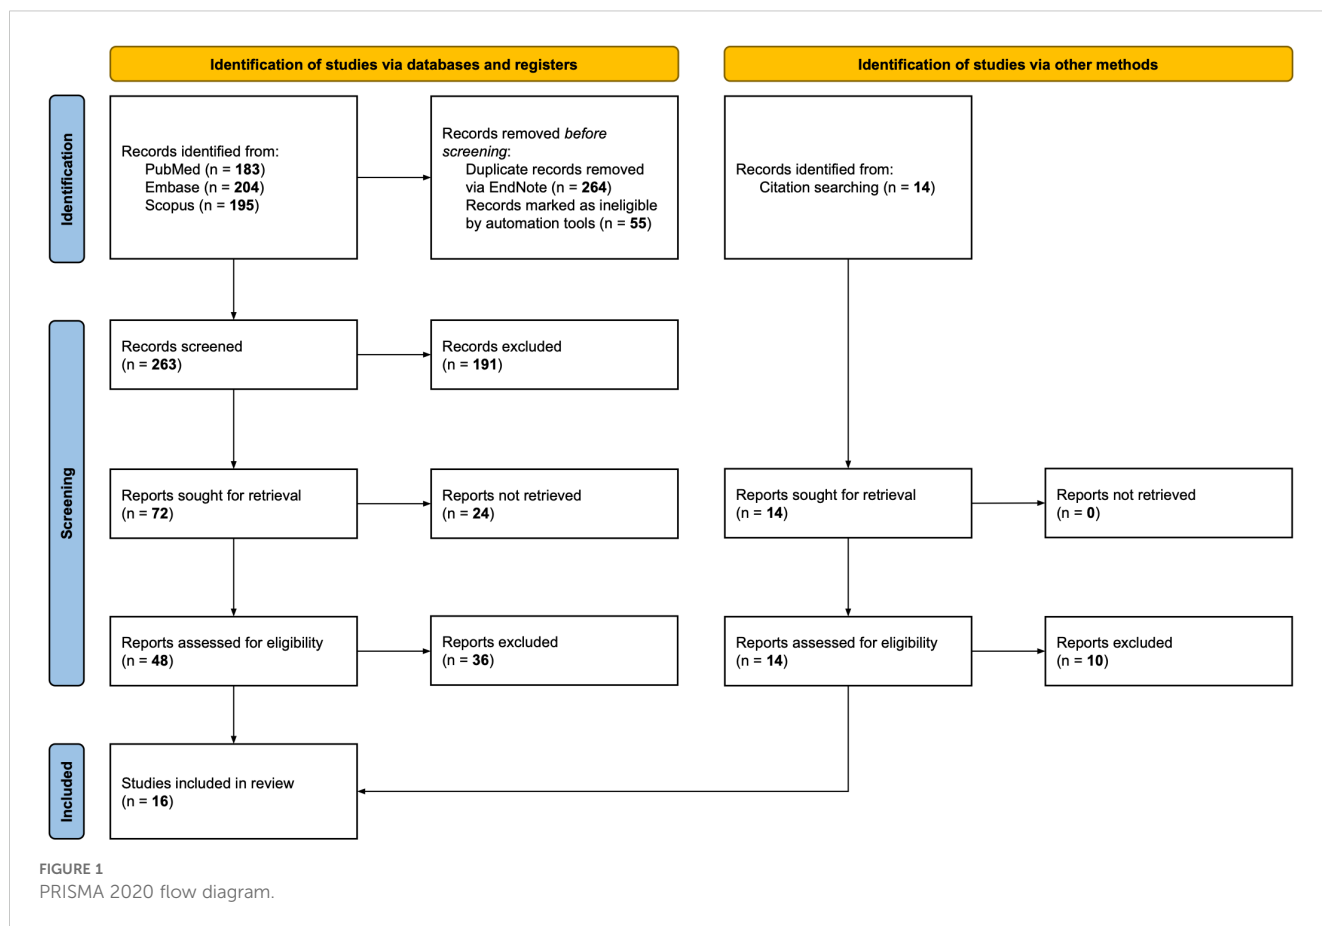 Identification of studies via databases and registers
Identification of studies via other methods
Identification
Records identified from:
PubMed (n = 183)
Embase (n = 204)
Scopus (n = 195)
Records removed before
screening:
Duplicate records removed
via EndNote (n = 264)
Records marked as ineligible
by automation tools (n = 55)
Records identified from:
Citation searching (n = 14)
Screening
Records screened
(n = 263)
Records excluded
(n = 191)
Reports sought for retrieval
(n = 72)
Reports not retrieved
(n = 24)
Reports sought for retrieval
(n = 14)
Reports not retrieved
(n = 0)
Reports assessed for eligibility
(n = 48)
Reports excluded
(n = 36)
Reports assessed for eligibility
(n = 14)
Reports excluded
(n = 10)
Included
Studies included in review
(n = 16)
FIGURE 1
PRISMA 2020 flow diagram.